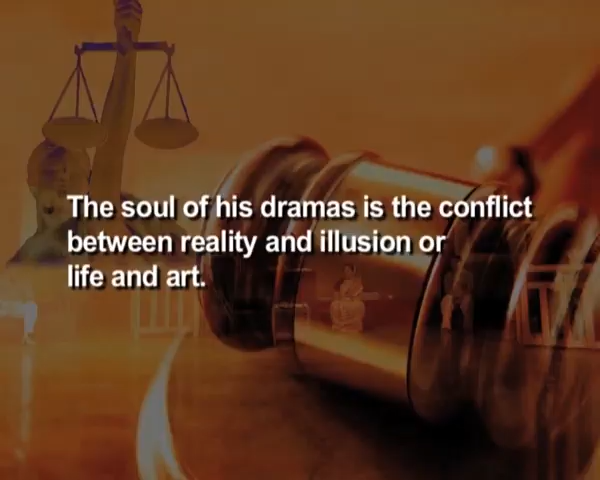 The soul of his dramas is the conflict
between reality and illusion or
life and art.